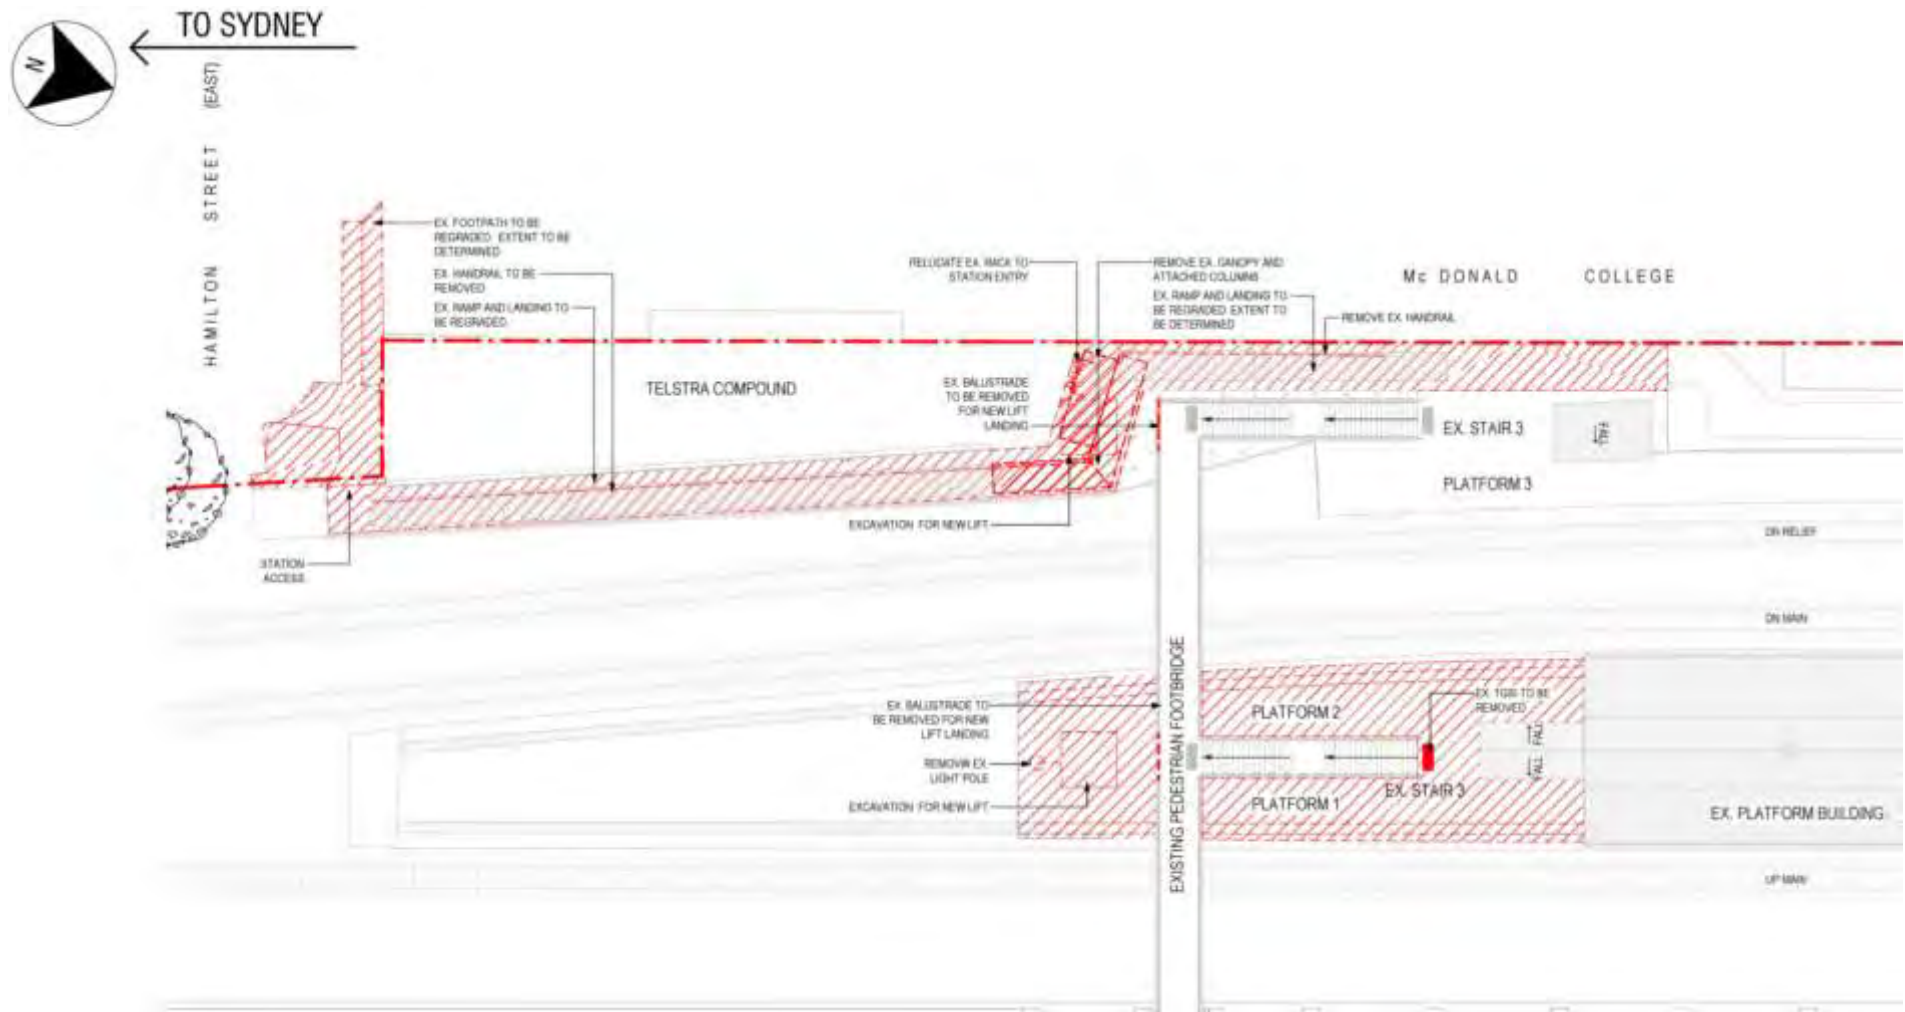 TO SYDNEY
N
HAMILTON STREET (EAST)
EX. FOOTPATH TO BE
REGRADED. EXTENT TO BE
DETERMINED
EX. HANDRAIL TO BE
REMOVED
EX. RAMP AND LANDING TO
BE REGRADED
RELOCATE EX. RACK TO
STATION ENTRY
REMOVE EX. CANOPY AND
ATTACHED COLUMNS
EX. RAMP AND LANDING TO
BE REGRADED. EXTENT TO
BE DETERMINED
Mc DONALD COLLEGE
REMOVE EX. HANDRAIL
TELSTRA COMPOUND
EX. BALUSTRADE
TO BE REMOVED
FOR NEW LIFT
LANDING
EX. STAIR 3
FALL
PLATFORM 3
EXCAVATION FOR NEW LIFT
STATION
ACCESS
DN RELIEF
DN MAIN
EXISTING PEDESTRIAN FOOTBRIDGE
EX. BALUSTRADE TO
BE REMOVED FOR NEW
LIFT LANDING
PLATFORM 2
EX. TGSI TO BE
REMOVED
FALL FALL
REMOVW EX.
LIGHT POLE
EXCAVATION FOR NEW LIFT
PLATFORM 1
EX. STAIR 3
EX. PLATFORM BUILDING
UP MAIN